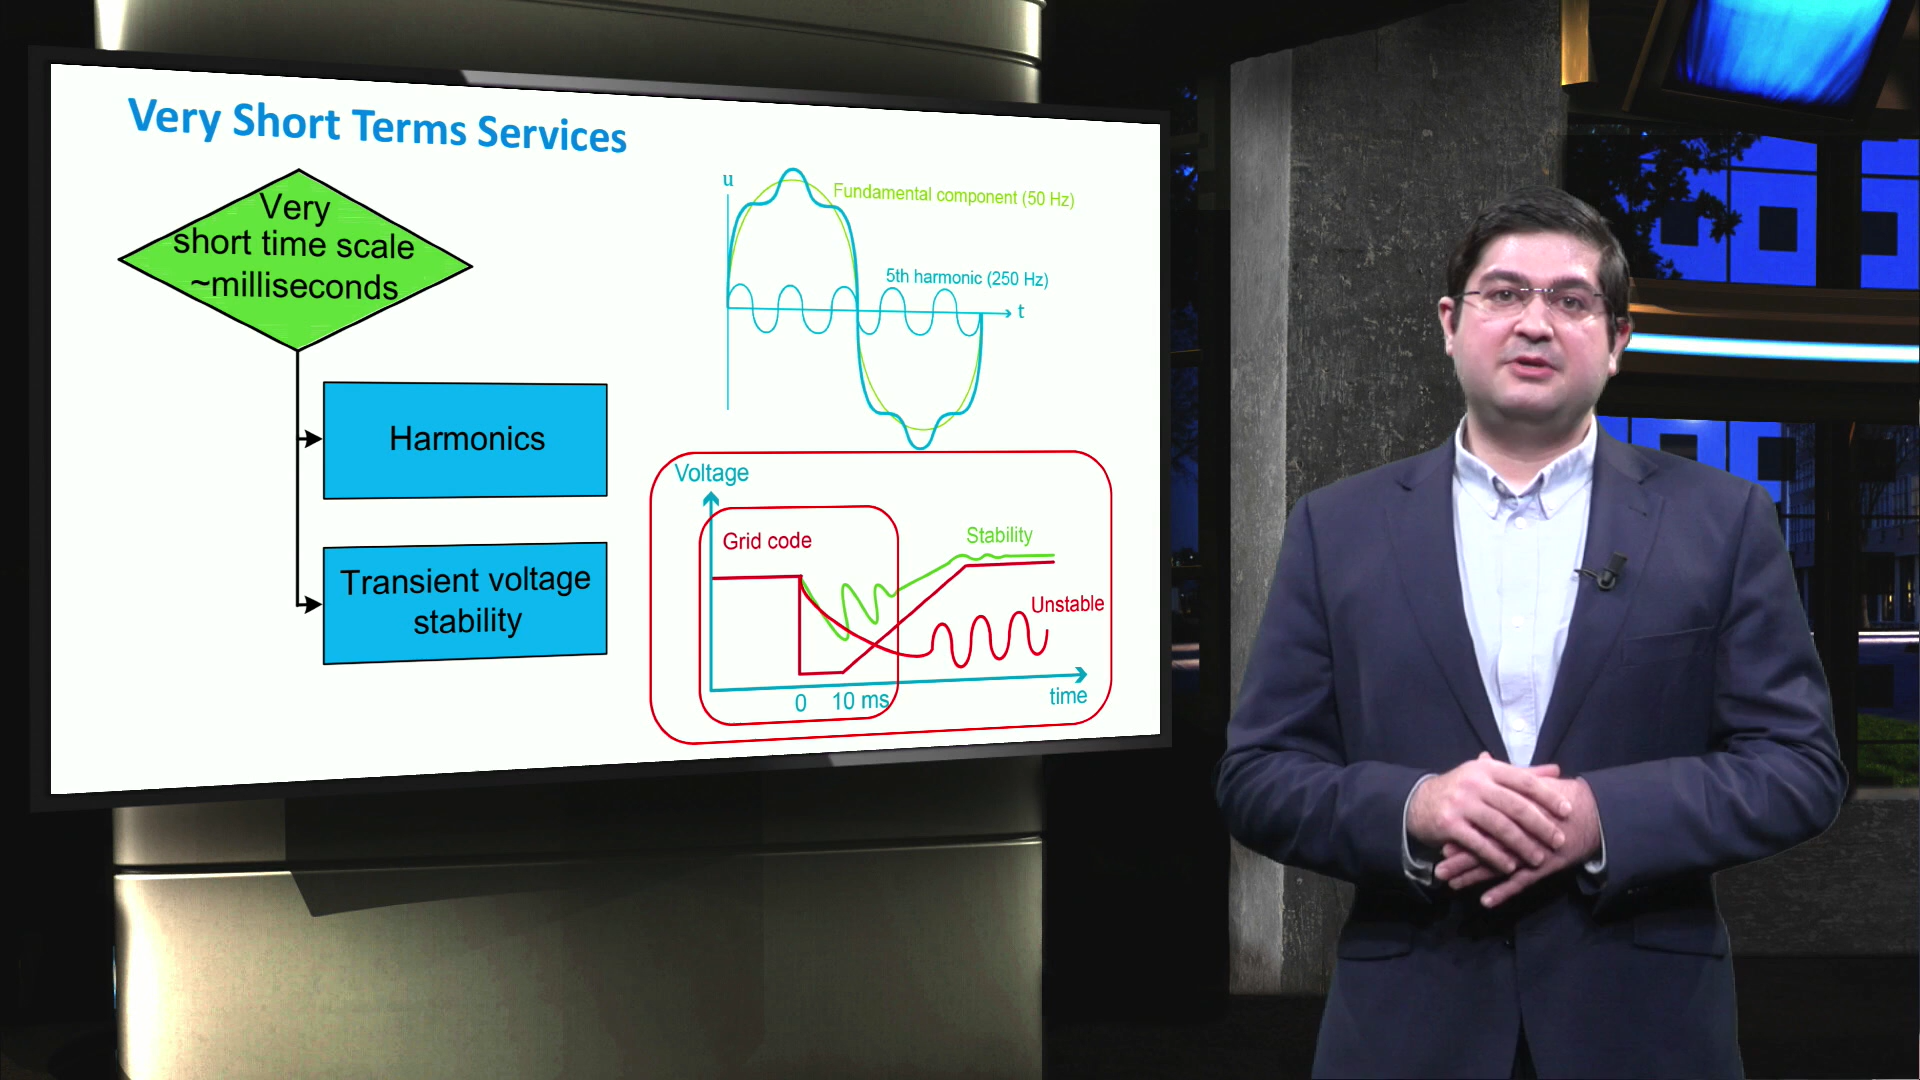 Very Short Terms Services
Very
short time scale
~milliseconds
Harmonics
Transient voltage
stability
u
Fundamental component (50 Hz)
5th harmonic (250 Hz)
t
Voltage
Grid code
Stability
Unstable
0
10 ms
time